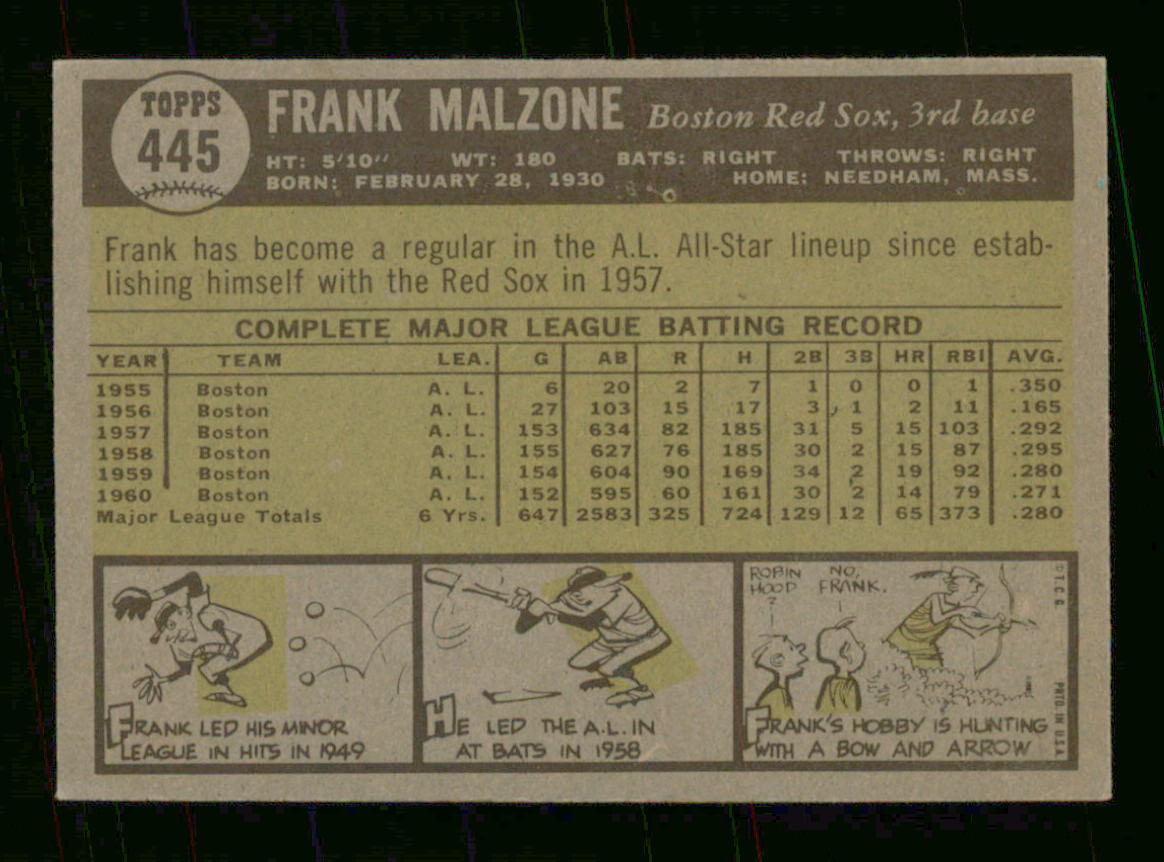 TOPPS
445
FRANK MALZONE Boston Red Sox, 3rd base
HT: 5'10" WT: 180 BATS: RIGHT THROWS: RIGHT
BORN: FEBRUARY 28, 1930 HOME: NEEDHAM, MASS.
Frank has become a regular in the A.L. All-Star lineup since estab-
lishing himself with the Red Sox in 1957.
COMPLETE MAJOR LEAGUE BATTING RECORD
YEAR TEAM LEA. G AB R H 2B 3B HR RBI AVG.
1955 Boston A. L. 6 20 2 7 1 0 0 1 .350
1956 Boston A. L. 27 103 15 17 3 1 2 11 .165
1957 Boston A. L. 153 634 82 185 31 5 15 103 .292
1958 Boston A. L. 155 627 76 185 30 2 15 87 .295
1959 Boston A. L. 154 604 90 169 34 2 19 92 .280
1960 Boston A. L. 152 595 60 161 30 2 14 79 .271
Major League Totals 6 Yrs. 647 2583 325 724 129 12 65 373 .280
FRANK LED HIS MINOR
LEAGUE IN HITS IN 1949
HE LED THE A.L. IN
AT BATS IN 1958
ROBIN
HOOD
?
NO,
FRANK.
FRANK'S HOBBY IS HUNTING
WITH A BOW AND ARROW
© T.C.G.
PRTD. IN U.S.A.